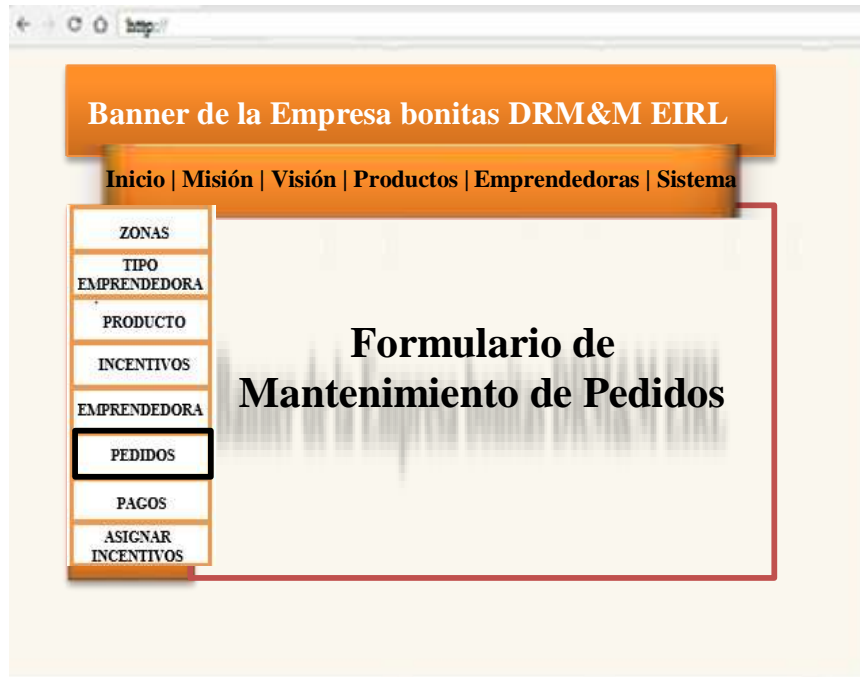 http://
Banner de la Empresa bonitas DRM&M EIRL
Inicio | Misión | Visión | Productos | Emprendedoras | Sistema
ZONAS
TIPO
EMPRENDEDORA
PRODUCTO
INCENTIVOS
EMPRENDEDORA
PEDIDOS
PAGOS
ASIGNAR
INCENTIVOS
Formulario de
Mantenimiento de Pedidos